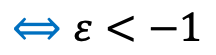 ⇔ 𝜀 < −1